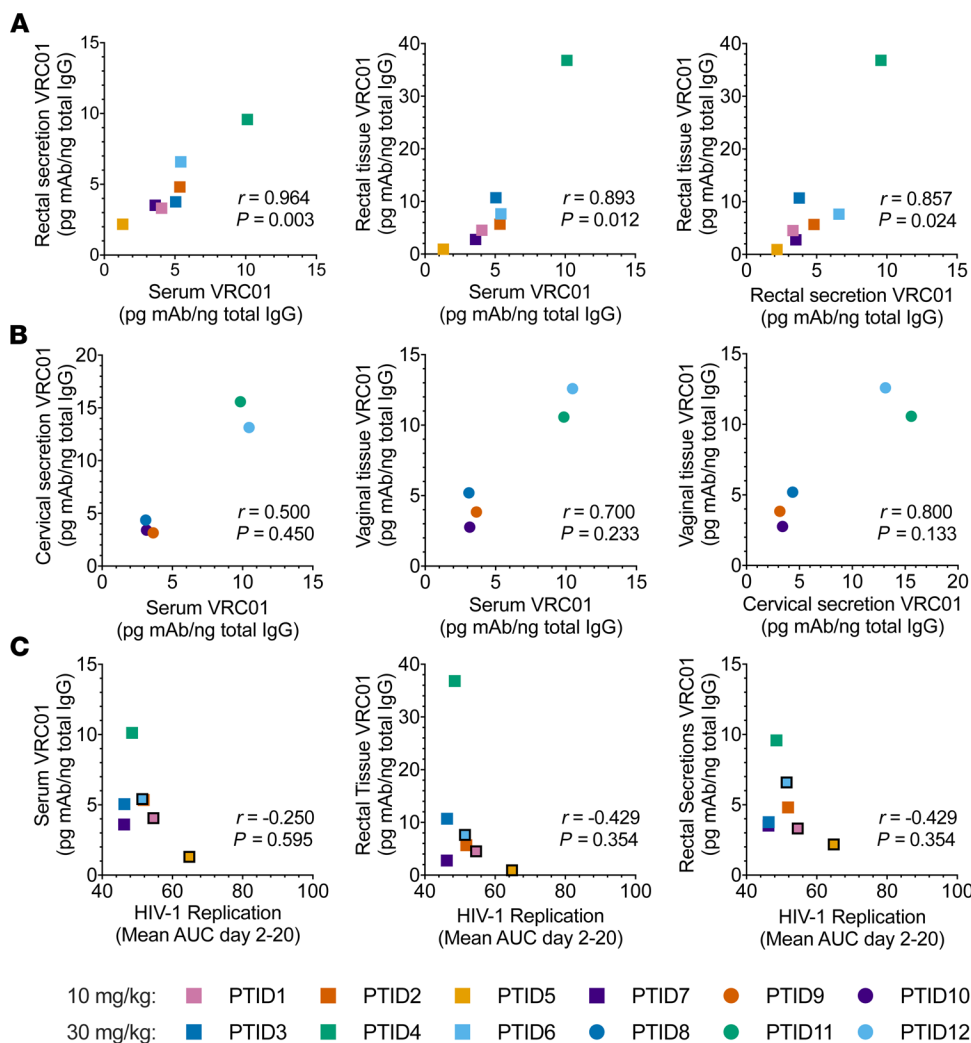 A
Rectal secretion VRC01
(pg mAb/ng total IgG)
15
10
5
0
0
5
10
15
r = 0.964
P = 0.003
Serum VRC01
(pg mAb/ng total IgG)
Rectal tissue VRC01
(pg mAb/ng total IgG)
40
30
20
10
0
0
5
10
15
r = 0.893
P = 0.012
Serum VRC01
(pg mAb/ng total IgG)
Rectal tissue VRC01
(pg mAb/ng total IgG)
40
30
20
10
0
0
5
10
15
r = 0.857
P = 0.024
Rectal secretion VRC01
(pg mAb/ng total IgG)
B
Cervical secretion VRC01
(pg mAb/ng total IgG)
20
15
10
5
0
0
5
10
15
r = 0.500
P = 0.450
Serum VRC01
(pg mAb/ng total IgG)
Vaginal tissue VRC01
(pg mAb/ng total IgG)
15
10
5
0
0
5
10
15
r = 0.700
P = 0.233
Serum VRC01
(pg mAb/ng total IgG)
Vaginal tissue VRC01
(pg mAb/ng total IgG)
15
10
5
0
0
5
10
15
20
r = 0.800
P = 0.133
Cervical secretion VRC01
(pg mAb/ng total IgG)
C
Serum VRC01
(pg mAb/ng total IgG)
15
10
5
0
40
60
80
100
r = -0.250
P = 0.595
HIV-1 Replication
(Mean AUC day 2-20)
Rectal Tissue VRC01
(pg mAb/ng total IgG)
40
30
20
10
0
40
60
80
100
r = -0.429
P = 0.354
HIV-1 Replication
(Mean AUC day 2-20)
Rectal Secretions VRC01
(pg mAb/ng total IgG)
15
10
5
0
40
60
80
100
r = -0.429
P = 0.354
HIV-1 Replication
(Mean AUC day 2-20)
10 mg/kg: PTID1 PTID2 PTID5 PTID7 PTID9 PTID10
30 mg/kg: PTID3 PTID4 PTID6 PTID8 PTID11 PTID12